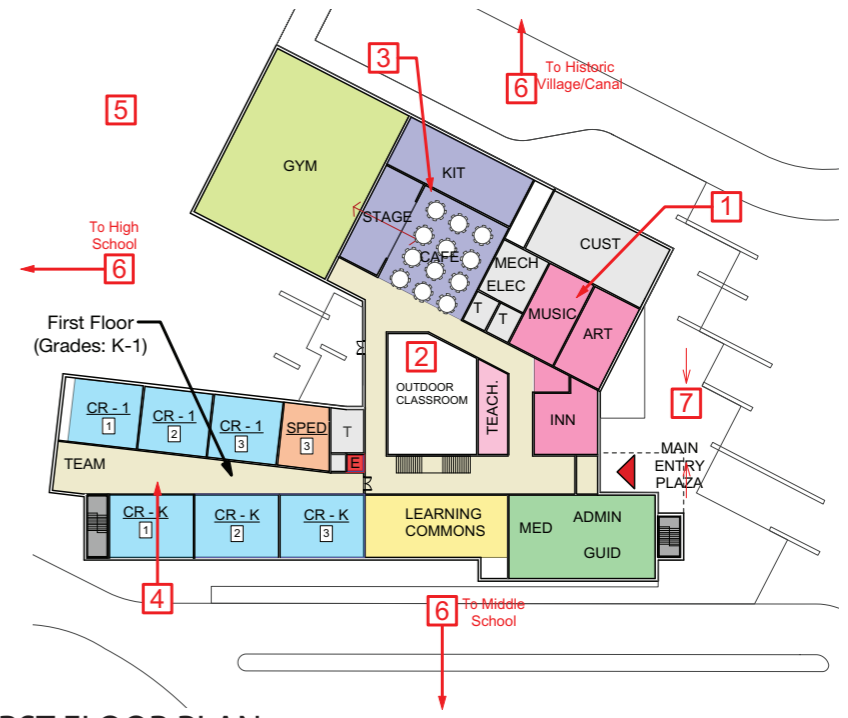 3
1
5
2
6
To Historic
Village/Canal
GYM
KIT
STAGE
CAFE
MECH
ELEC
CUST
T
T
MUSIC
ART
To High
School
6
First Floor
(Grades: K-1)
OUTDOOR
CLASSROOM
TEACH.
INN
7
MAIN
ENTRY
PLAZA
CR - 1
1
CR - 1
2
CR - 1
3
SPED
3
T
E
TEAM
CR - K
1
CR - K
2
CR - K
3
LEARNING
COMMONS
MED
ADMIN
GUID
4
6
To Middle
School
RST FLOOR PLAN